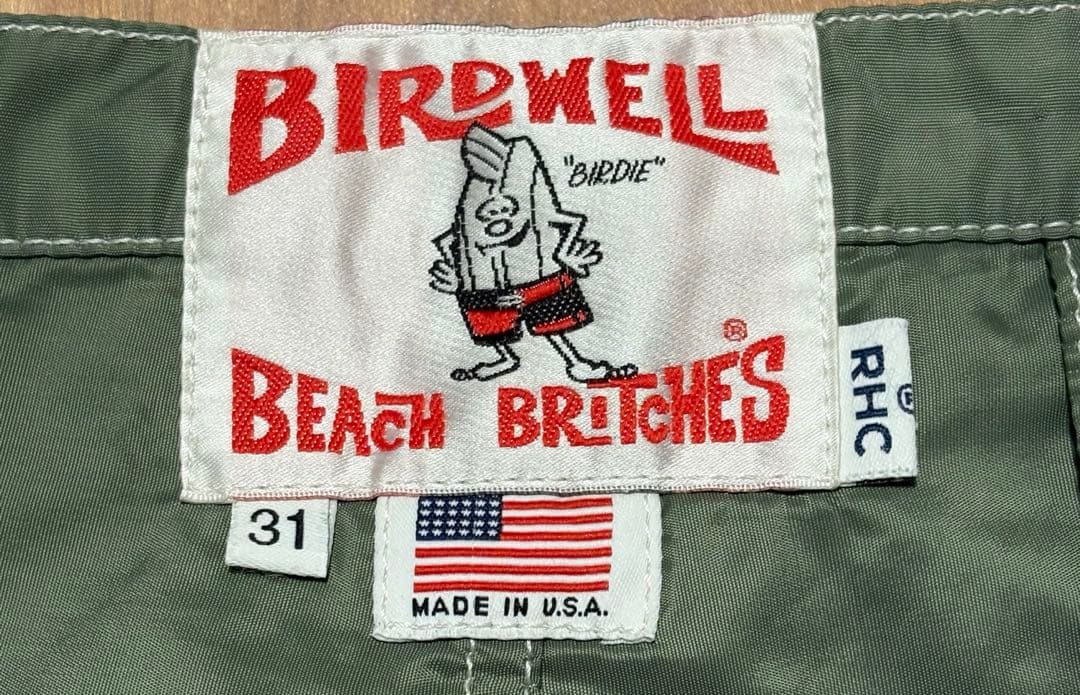 BIRDWELL
"BIRDIE"
®
BEACH BRITCHES
RHC®
31
MADE IN U.S.A.